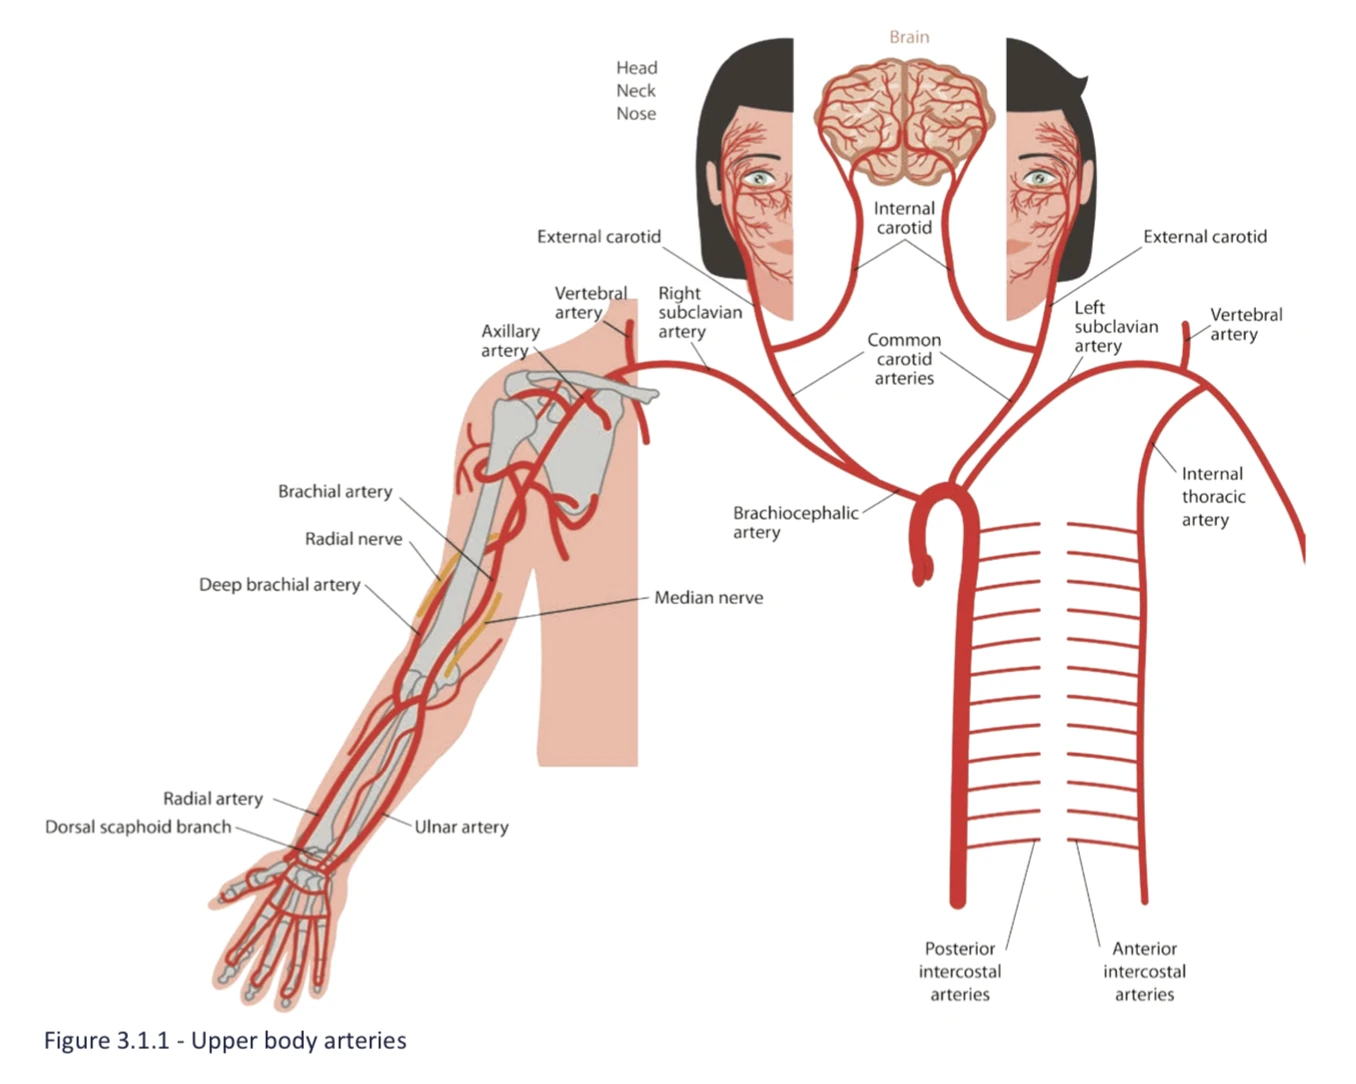 Brain
Head
Neck
Nose
Internal
carotid
External carotid
External carotid
Vertebral
artery
Right
subclavian
artery
Left
subclavian
artery
Vertebral
artery
Axillary
artery
Common
carotid
arteries
Internal
thoracic
artery
Brachial artery
Brachiocephalic
artery
Radial nerve
Deep brachial artery
Median nerve
Radial artery
Dorsal scaphoid branch
Ulnar artery
Posterior
intercostal
arteries
Anterior
intercostal
arteries
Figure 3.1.1 - Upper body arteries